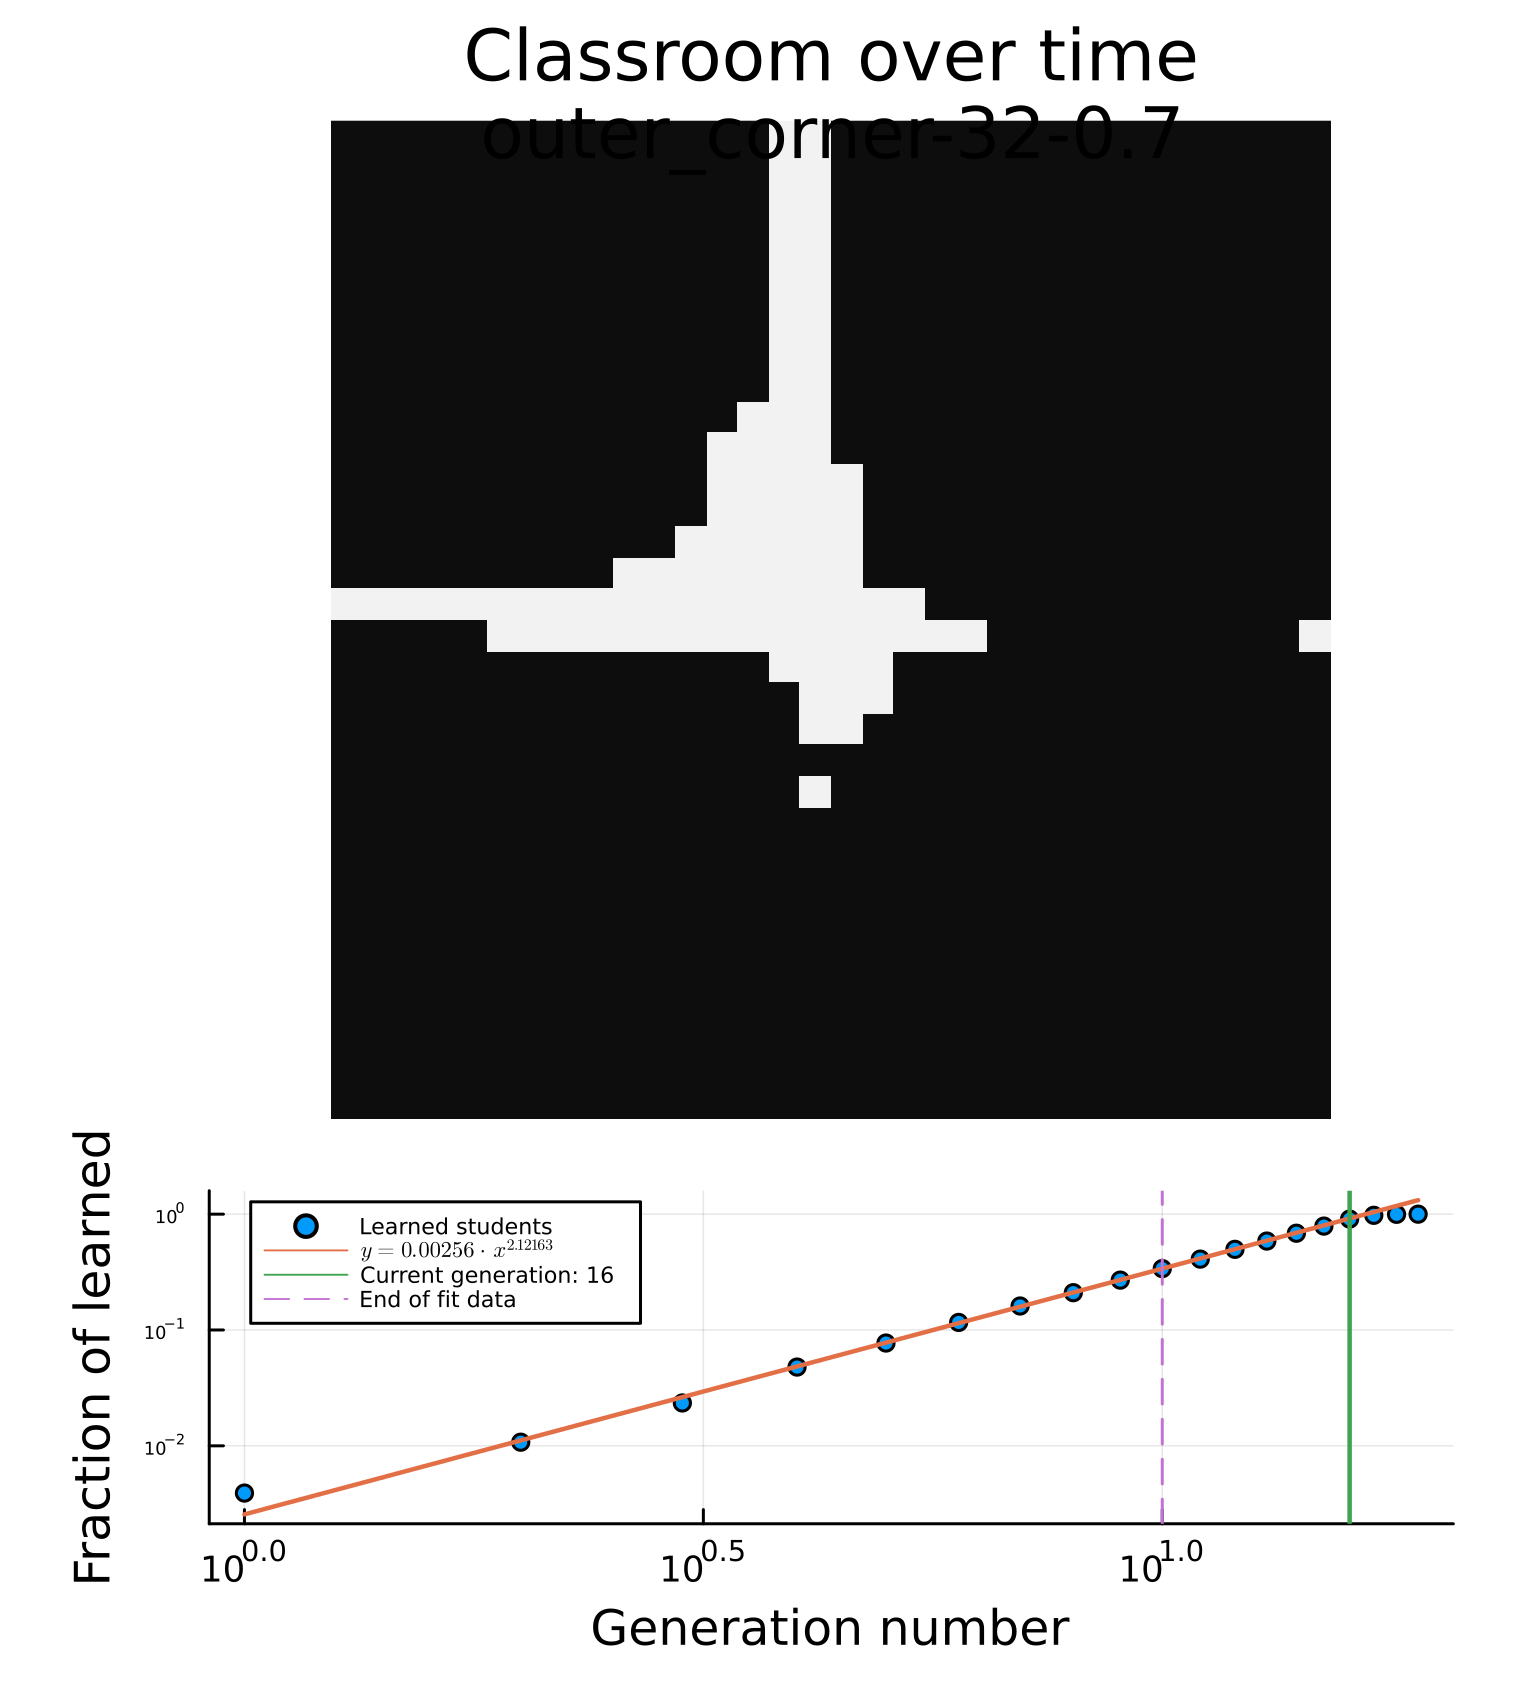 Classroom over time
outer_corner-32-0.7
Fraction of learned
10⁰
10⁻¹
10⁻²
Learned students
y = 0.00256 · x^2.12163
Current generation: 16
End of fit data
10^0.0
10^0.5
10^1.0
Generation number